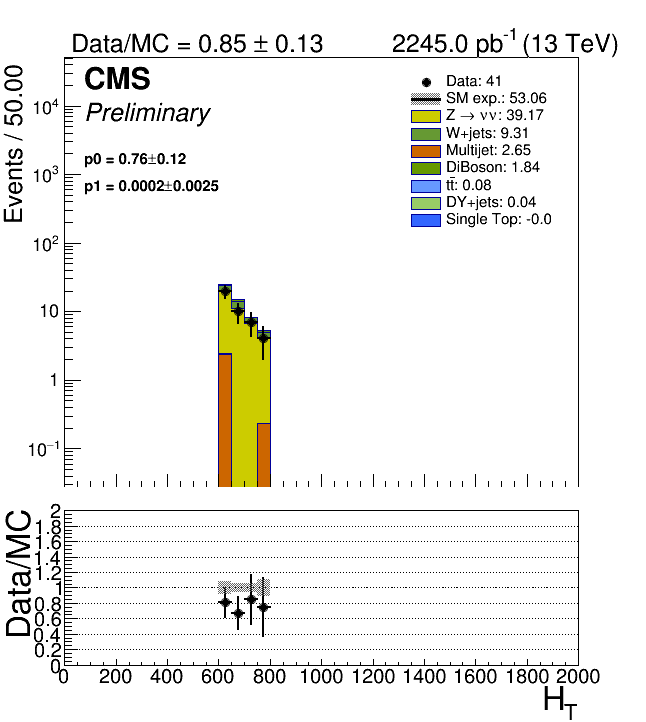 Data/MC = 0.85 ± 0.13 2245.0 pb⁻¹ (13 TeV)
CMS
Preliminary
p0 = 0.76±0.12
p1 = 0.0002±0.0025
Data: 41
SM exp.: 53.06
Z → νν: 39.17
W+jets: 9.31
Multijet: 2.65
DiBoson: 1.84
tt̄: 0.08
DY+jets: 0.04
Single Top: -0.0
Events / 50.00
10⁴
10³
10²
10
1
10⁻¹
Data/MC
2
1.8
1.6
1.4
1.2
1
0.8
0.6
0.4
0.2
0
0 200 400 600 800 1000 1200 1400 1600 1800 2000
H_T